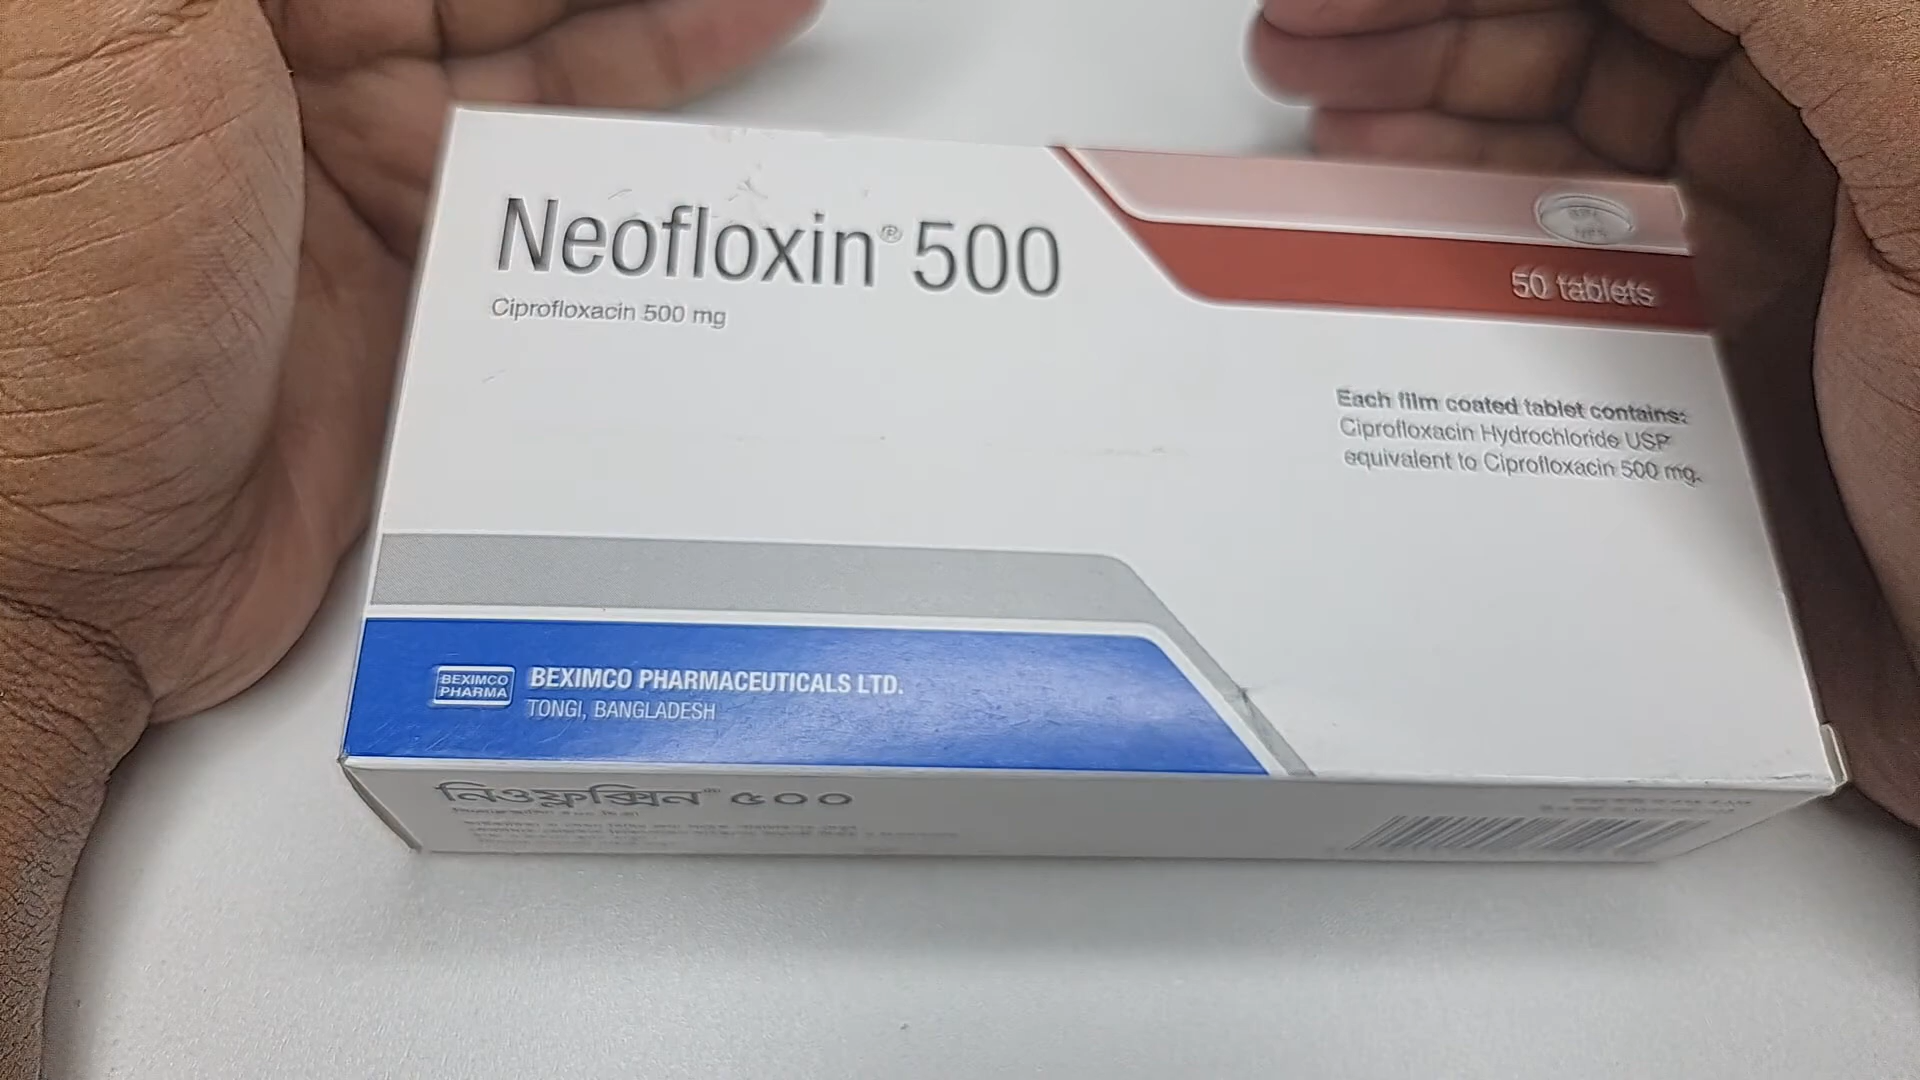 Neofloxin® 500
Ciprofloxacin 500 mg
50 tablets
Each film coated tablet contains:
Ciprofloxacin Hydrochloride USP
equivalent to Ciprofloxacin 500 mg.
BEXIMCO
PHARMA
BEXIMCO PHARMACEUTICALS LTD.
TONGI, BANGLADESH
নিওফ্লক্সিন® ৫০০